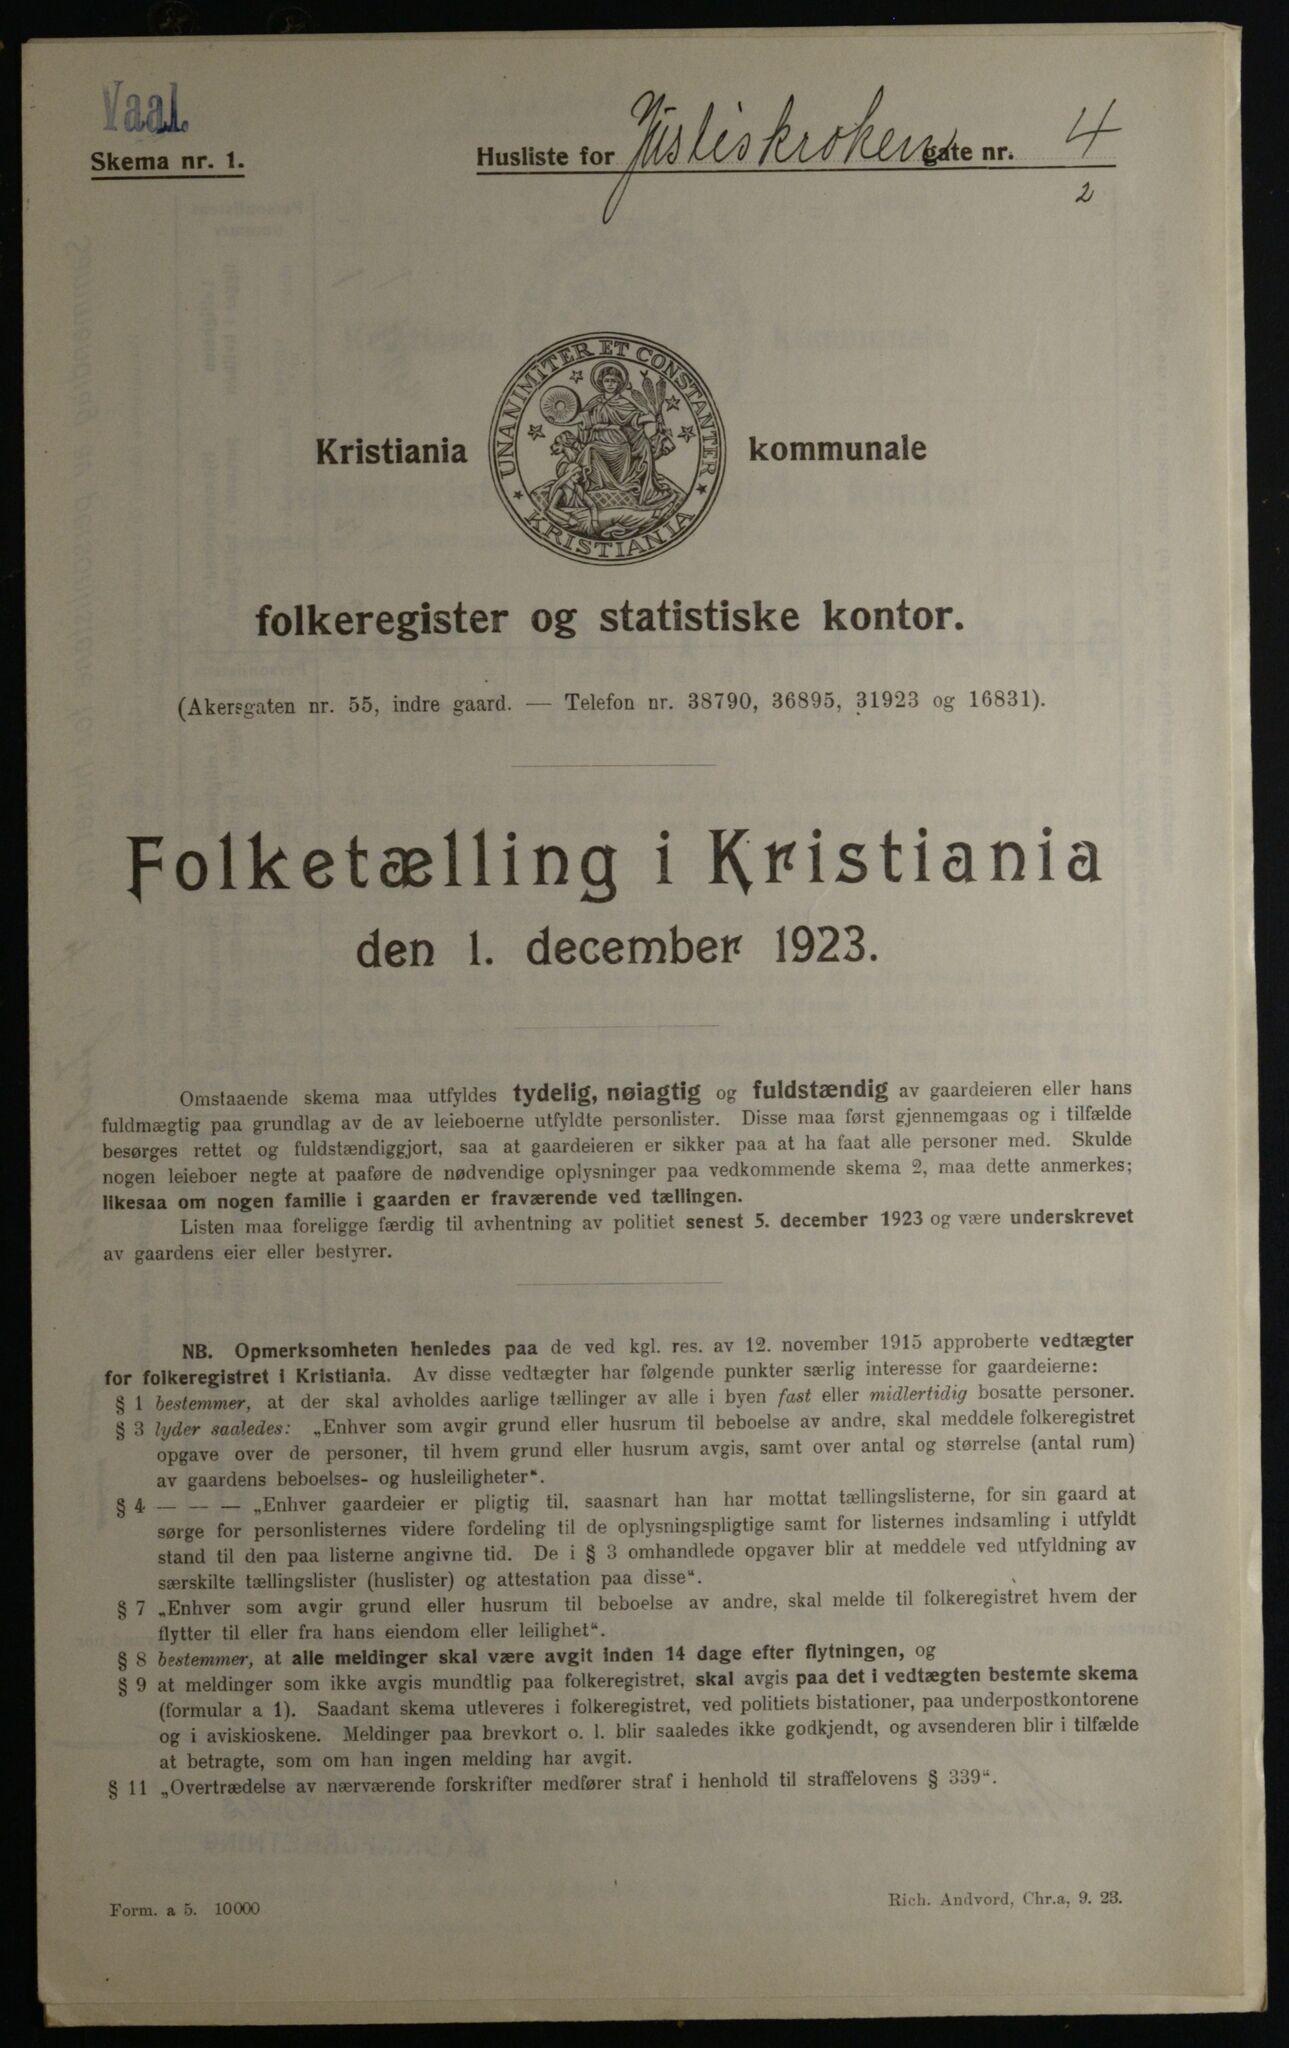 Vaal.
Skema nr. 1.
Husliste for Justiskroken gate nr. 4
2
UNANIMITER ET CONSTANTER
KRISTIANIA
Kristiania kommunale
folkeregister og statistiske kontor.
(Akersgaten nr. 55, indre gaard. — Telefon nr. 38790, 36895, 31923 og 16831).
Folketælling i Kristiania
den 1. december 1923.
Omstaaende skema maa utfyldes tydelig, nøiagtig og fuldstændig av gaardeieren eller hans
fuldmægtig paa grundlag av de av leieboerne utfyldte personlister. Disse maa først gjennemgaas og i tilfælde
besørges rettet og fuldstændiggjort, saa at gaardeieren er sikker paa at ha faat alle personer med. Skulde
nogen leieboer negte at paaføre de nødvendige oplysninger paa vedkommende skema 2, maa dette anmerkes;
likesaa om nogen familie i gaarden er fraværende ved tællingen.
Listen maa foreligge færdig til avhentning av politiet senest 5. december 1923 og være underskrevet
av gaardens eier eller bestyrer.
NB. Opmerksomheten henledes paa de ved kgl. res. av 12. november 1915 approberte vedtægter
for folkeregistret i Kristiania. Av disse vedtægter har følgende punkter særlig interesse for gaardeierne:
§ 1 bestemmer, at der skal avholdes aarlige tællinger av alle i byen fast eller midlertidig bosatte personer.
§ 3 lyder saaledes: „Enhver som avgir grund eller husrum til beboelse av andre, skal meddele folkeregistret
opgave over de personer, til hvem grund eller husrum avgis, samt over antal og størrelse (antal rum)
av gaardens beboelses- og husleiligheter“.
§ 4 — — — „Enhver gaardeier er pligtig til, saasnart han har mottat tællingslisterne, for sin gaard at
sørge for personlisternes videre fordeling til de oplysningspligtige samt for listernes indsamling i utfyldt
stand til den paa listerne angivne tid. De i § 3 omhandlede opgaver blir at meddele ved utfyldning av
særskilte tællingslister (huslister) og attestation paa disse“.
§ 7 „Enhver som avgir grund eller husrum til beboelse av andre, skal melde til folkeregistret hvem der
flytter til eller fra hans eiendom eller leilighet“.
§ 8 bestemmer, at alle meldinger skal være avgit inden 14 dage efter flytningen, og
§ 9 at meldinger som ikke avgis mundtlig paa folkeregistret, skal avgis paa det i vedtægten bestemte skema
(formular a 1). Saadant skema utleveres i folkeregistret, ved politiets bistationer, paa underpostkontorene
og i aviskioskene. Meldinger paa brevkort o. l. blir saaledes ikke godkjendt, og avsenderen blir i tilfælde
at betragte, som om han ingen melding har avgit.
§ 11 „Overtrædelse av nærværende forskrifter medfører straf i henhold til straffelovens § 339“.
Form. a 5. 10000
Rich. Andvord, Chr.a, 9. 23.